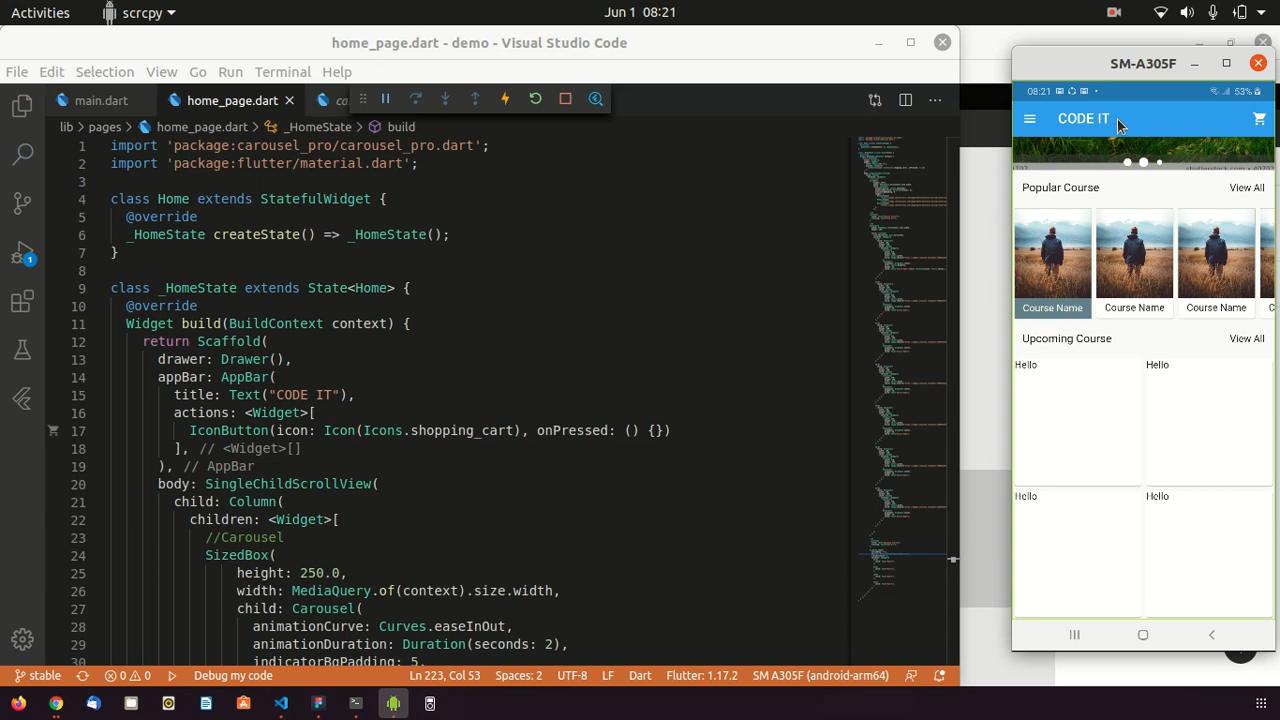 Activities
scrcpy
Jun 1 08:21
home_page.dart - demo - Visual Studio Code
File Edit Selection View Go Run Terminal Help
main.dart
home_page.dart
lib > pages > home_page.dart > _HomeState > build
1 import 'package:carousel_pro/carousel_pro.dart';
2 import 'package:flutter/material.dart';
3
4 class Home extends StatefulWidget {
5 @override
6 _HomeState createState() => _HomeState();
7 }
8
9 class _HomeState extends State<Home> {
10 @override
11 Widget build(BuildContext context) {
12 return Scaffold(
13 drawer: Drawer(),
14 appBar: AppBar(
15 title: Text("CODE IT"),
16 actions: <Widget>[
17 IconButton(icon: Icon(Icons.shopping_cart), onPressed: () {})
18 ], // <Widget>[]
19 ), // AppBar
20 body: SingleChildScrollView(
21 child: Column(
22 children: <Widget>[
23 //Carousel
24 SizedBox(
25 height: 250.0,
26 width: MediaQuery.of(context).size.width,
27 child: Carousel(
28 animationCurve: Curves.easeInOut,
29 animationDuration: Duration(seconds: 2),
30 indicatorBgPadding: 5.
1
stable
0 0
Debug my code
Ln 223, Col 53
Spaces: 2
UTF-8
LF
Dart
Flutter: 1.17.2
SM A305F (android-arm64)
SM-A305F
08:21
53%
CODE IT
Popular Course
View All
Course Name
Course Name
Course Name
Upcoming Course
View All
Hello
Hello
Hello
Hello